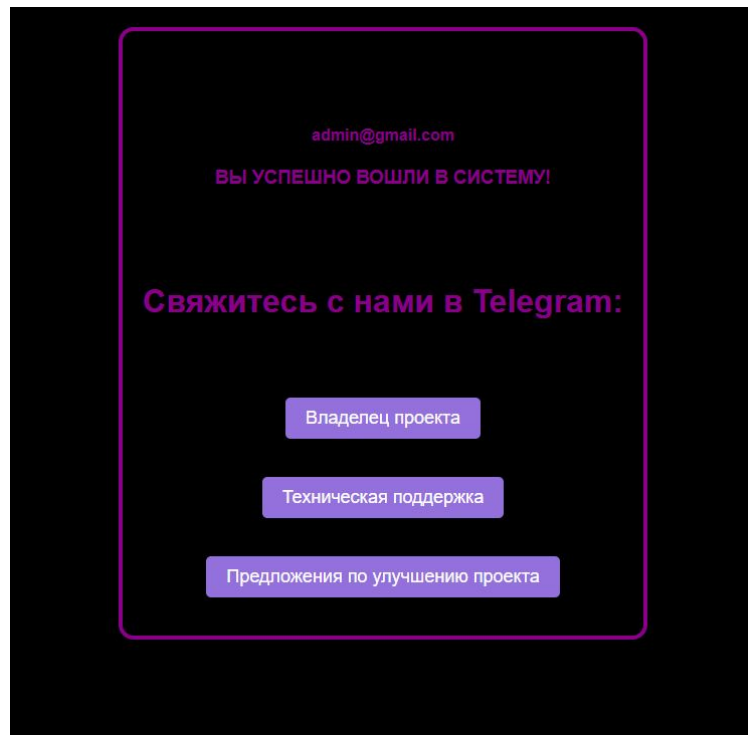 admin@gmail.com
ВЫ УСПЕШНО ВОШЛИ В СИСТЕМУ!
Свяжитесь с нами в Telegram:
Владелец проекта
Техническая поддержка
Предложения по улучшению проекта